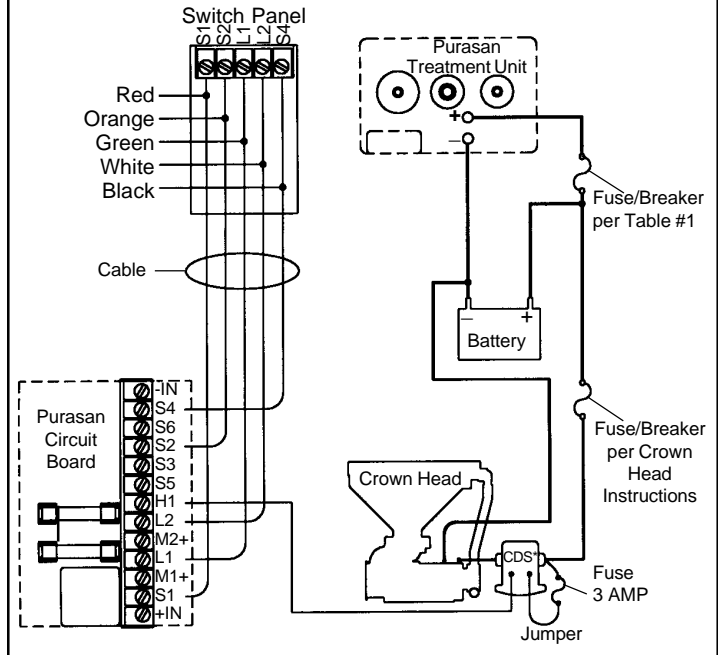 Switch Panel
S1 S2 L1 L2 S4
Red
Orange
Green
White
Black
Cable
Purasan
Treatment Unit
+
–
Fuse/Breaker
per Table #1
– +
Battery
Purasan
Circuit
Board
-IN
S4
S6
S2
S3
S5
H1
L2
M2+
L1
M1+
S1
+IN
Crown Head
Fuse/Breaker
per Crown
Head
Instructions
CDS*
Fuse
3 AMP
Jumper